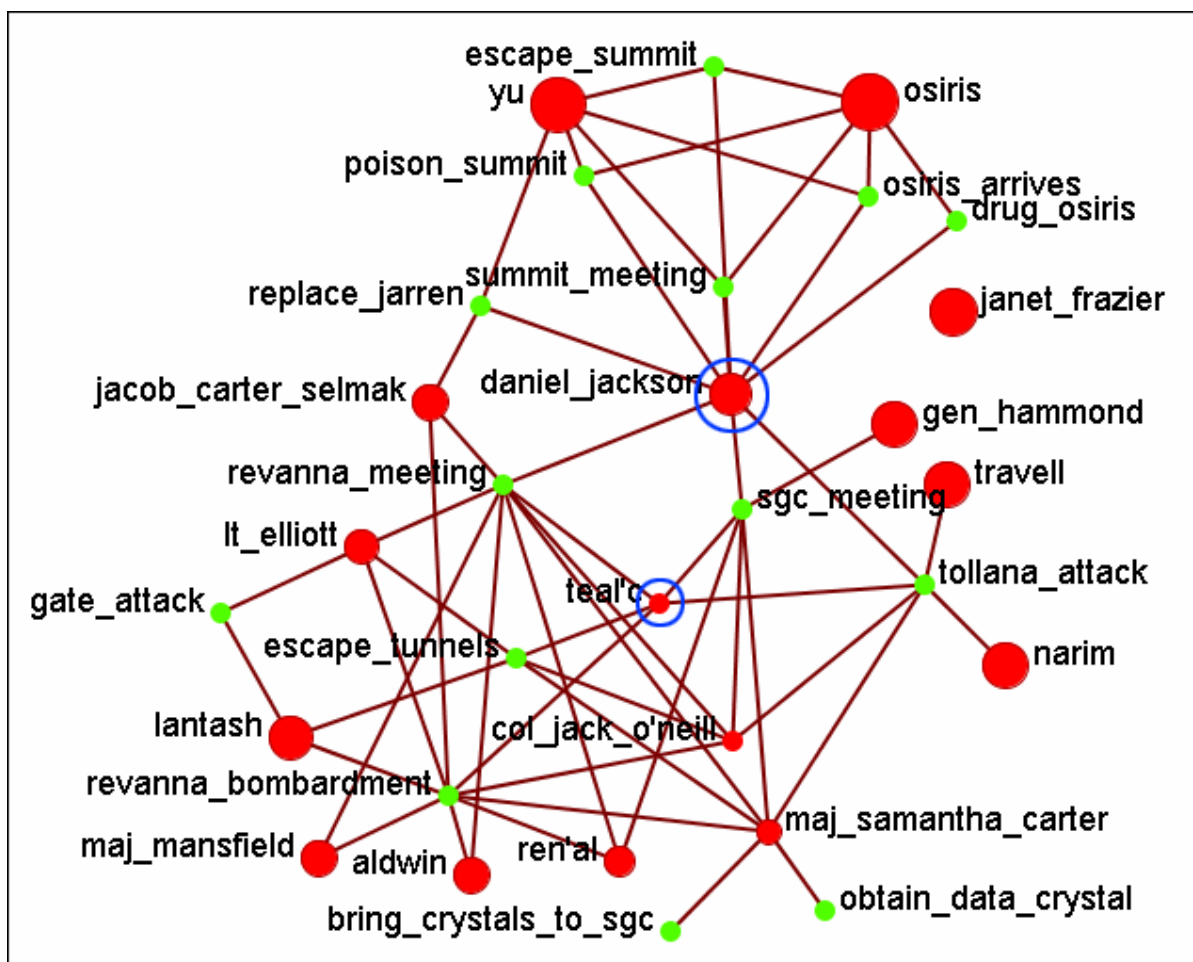 escape_summit
yu
osiris
poison_summit
osiris_arrives
drug_osiris
summit_meeting
replace_jarren
janet_frazier
daniel_jackson
jacob_carter_selmak
gen_hammond
revanna_meeting
travell
sgc_meeting
lt_elliott
tollana_attack
teal'c
gate_attack
escape_tunnels
narim
lantash
col_jack_o'neill
revanna_bombardment
maj_samantha_carter
maj_mansfield
aldwin
ren'al
bring_crystals_to_sgc
obtain_data_crystal